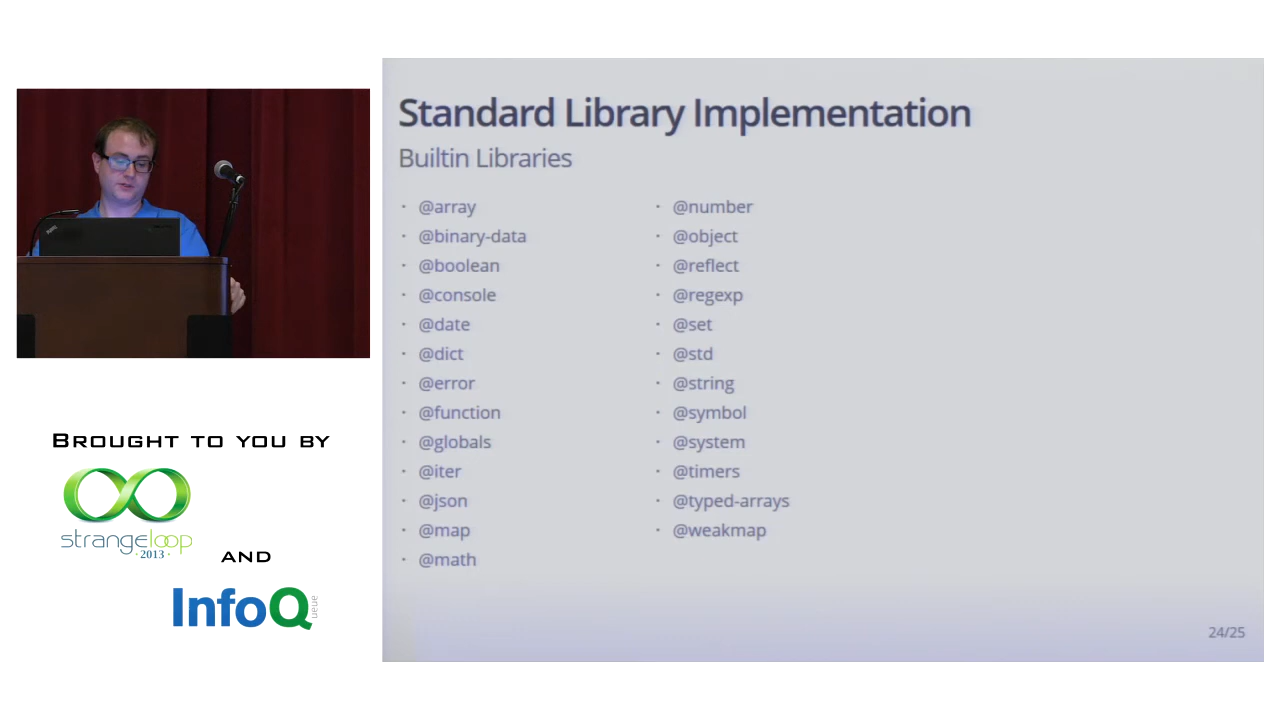 Standard Library Implementation
Builtin Libraries
· @array
· @binary-data
· @boolean
· @console
· @date
· @dict
· @error
· @function
· @globals
· @iter
· @json
· @map
· @math
· @number
· @object
· @reflect
· @regexp
· @set
· @std
· @string
· @symbol
· @system
· @timers
· @typed-arrays
· @weakmap
24/25
BROUGHT TO YOU BY
strangeloop
· 2013 ·
AND
InfoQ